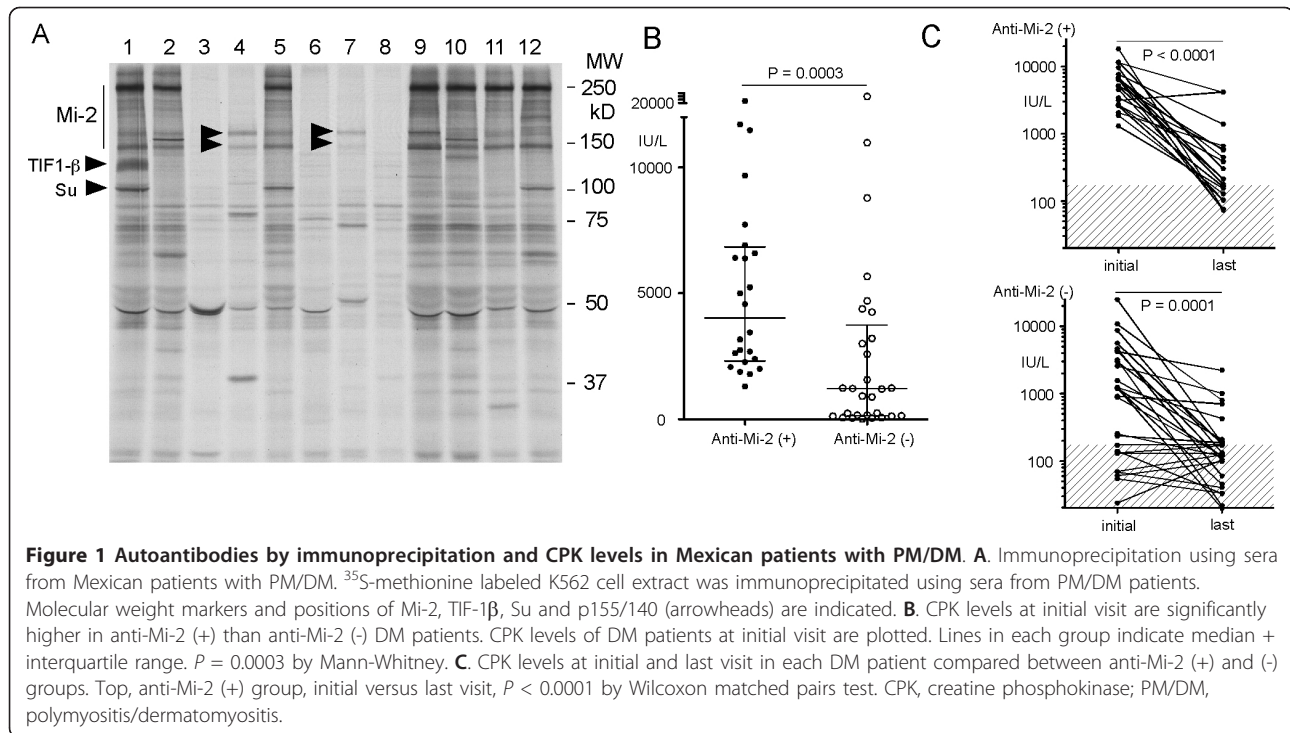 A
1 2 3 4 5 6 7 8 9 10 11 12
MW
kD
Mi-2
TIF1-β
Su
250
150
100
75
50
37
B
P = 0.0003
20000
IU/L
10000
5000
0
Anti-Mi-2 (+) Anti-Mi-2 (-)
C
Anti-Mi-2 (+)
P < 0.0001
10000
IU/L
1000
100
initial last
Anti-Mi-2 (-)
P = 0.0001
10000
IU/L
1000
100
initial last
Figure 1 Autoantibodies by immunoprecipitation and CPK levels in Mexican patients with PM/DM. A. Immunoprecipitation using sera
from Mexican patients with PM/DM. ³⁵S-methionine labeled K562 cell extract was immunoprecipitated using sera from PM/DM patients.
Molecular weight markers and positions of Mi-2, TIF-1β, Su and p155/140 (arrowheads) are indicated. B. CPK levels at initial visit are significantly
higher in anti-Mi-2 (+) than anti-Mi-2 (-) DM patients. CPK levels of DM patients at initial visit are plotted. Lines in each group indicate median +
interquartile range. P = 0.0003 by Mann-Whitney. C. CPK levels at initial and last visit in each DM patient compared between anti-Mi-2 (+) and (-)
groups. Top, anti-Mi-2 (+) group, initial versus last visit, P < 0.0001 by Wilcoxon matched pairs test. CPK, creatine phosphokinase; PM/DM,
polymyositis/dermatomyositis.